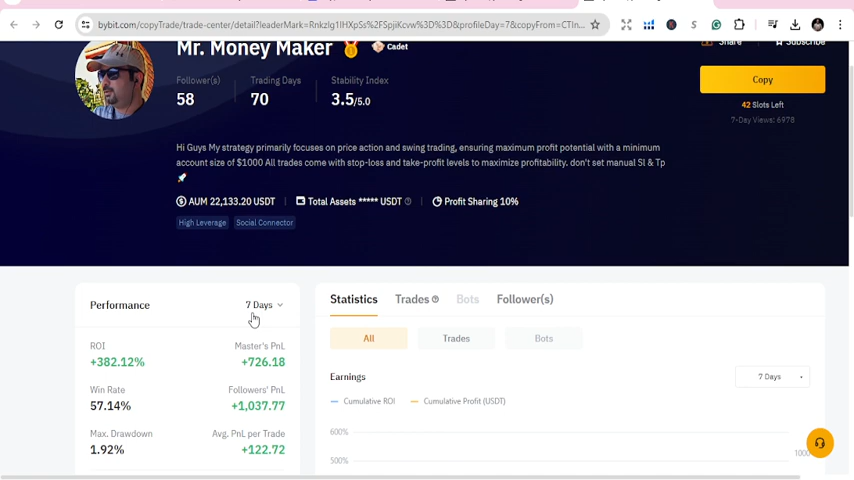 bybit.com/copyTrade/trade-center/detail?leaderMark=Rnkzlg1IHXpSs%2FSpjiKcvw%3D%3D&profileDay=7&copyFrom=CTIn...
Mr. Money Maker
Cadet
Share
Subscribe
Follower(s)
Trading Days
Stability Index
58
70
3.5/5.0
Copy
42 Slots Left
7-Day Views: 6978
Hi Guys My strategy primarily focuses on price action and swing trading, ensuring maximum profit potential with a minimum
account size of $1000 All trades come with stop-loss and take-profit levels to maximize profitability. don't set manual Sl & Tp
AUM 22,133.20 USDT
Total Assets ***** USDT
Profit Sharing 10%
High Leverage
Social Connector
Performance
7 Days
ROI
Master's PnL
+382.12%
+726.18
Win Rate
Followers' PnL
57.14%
+1,037.77
Max. Drawdown
Avg. PnL per Trade
1.92%
+122.72
Statistics
Trades
Bots
Follower(s)
All
Trades
Bots
Earnings
7 Days
Cumulative ROI
Cumulative Profit (USDT)
600%
500%
1000